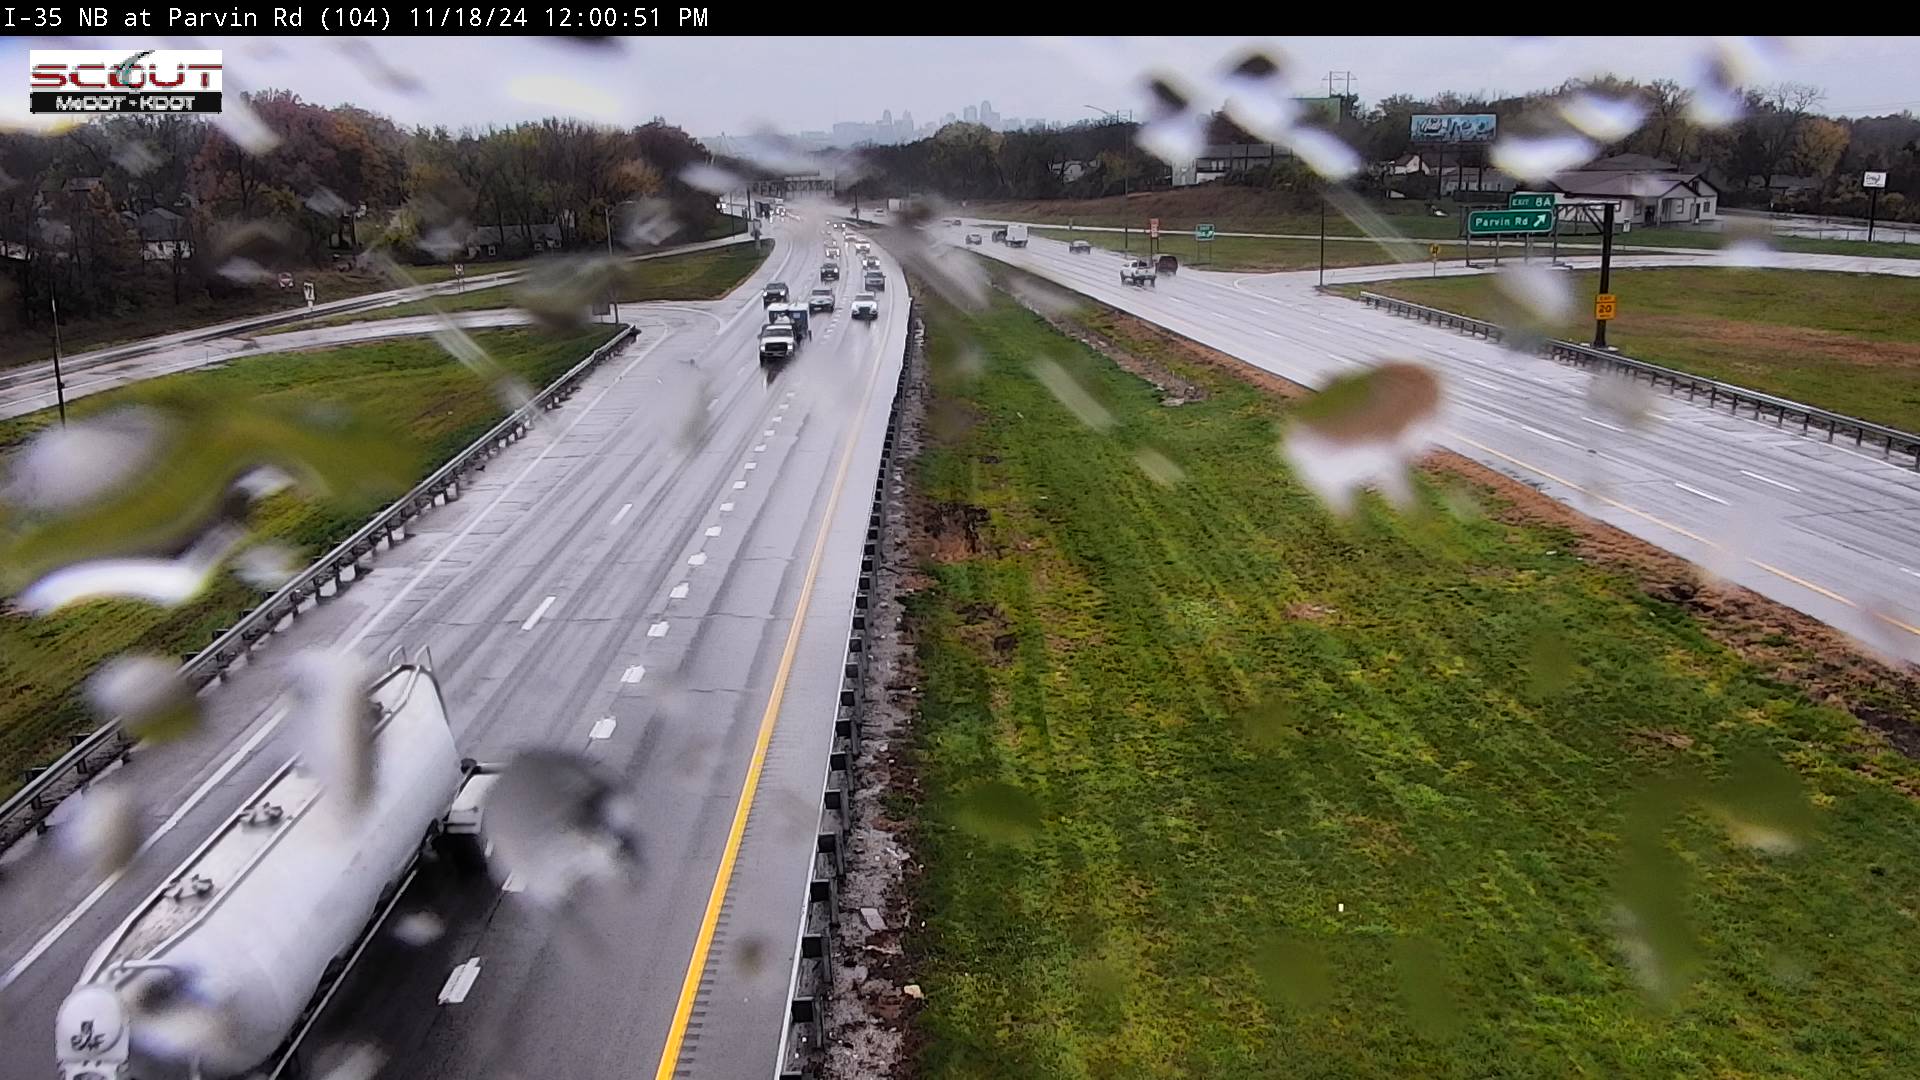 I-35 NB at Parvin Rd (104) 11/18/24 12:00:51 PM
SCOUT
MoDOT - KDOT
EXIT 8A
Parvin Rd
EXIT
20